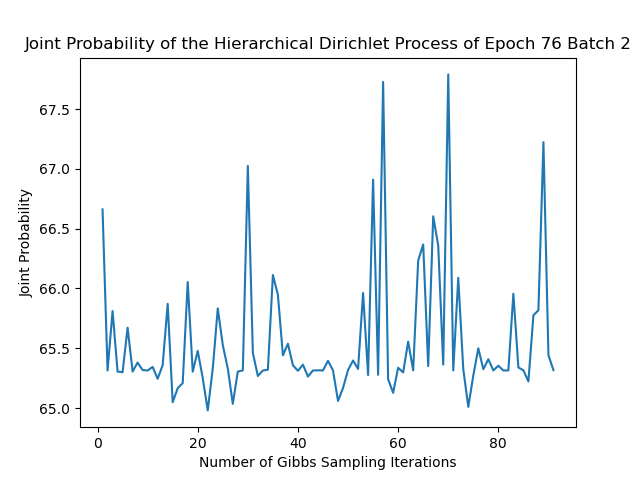 Joint Probability of the Hierarchical Dirichlet Process of Epoch 76 Batch 2
67.5
67.0
66.5
66.0
65.5
65.0
Joint Probability
0 20 40 60 80
Number of Gibbs Sampling Iterations